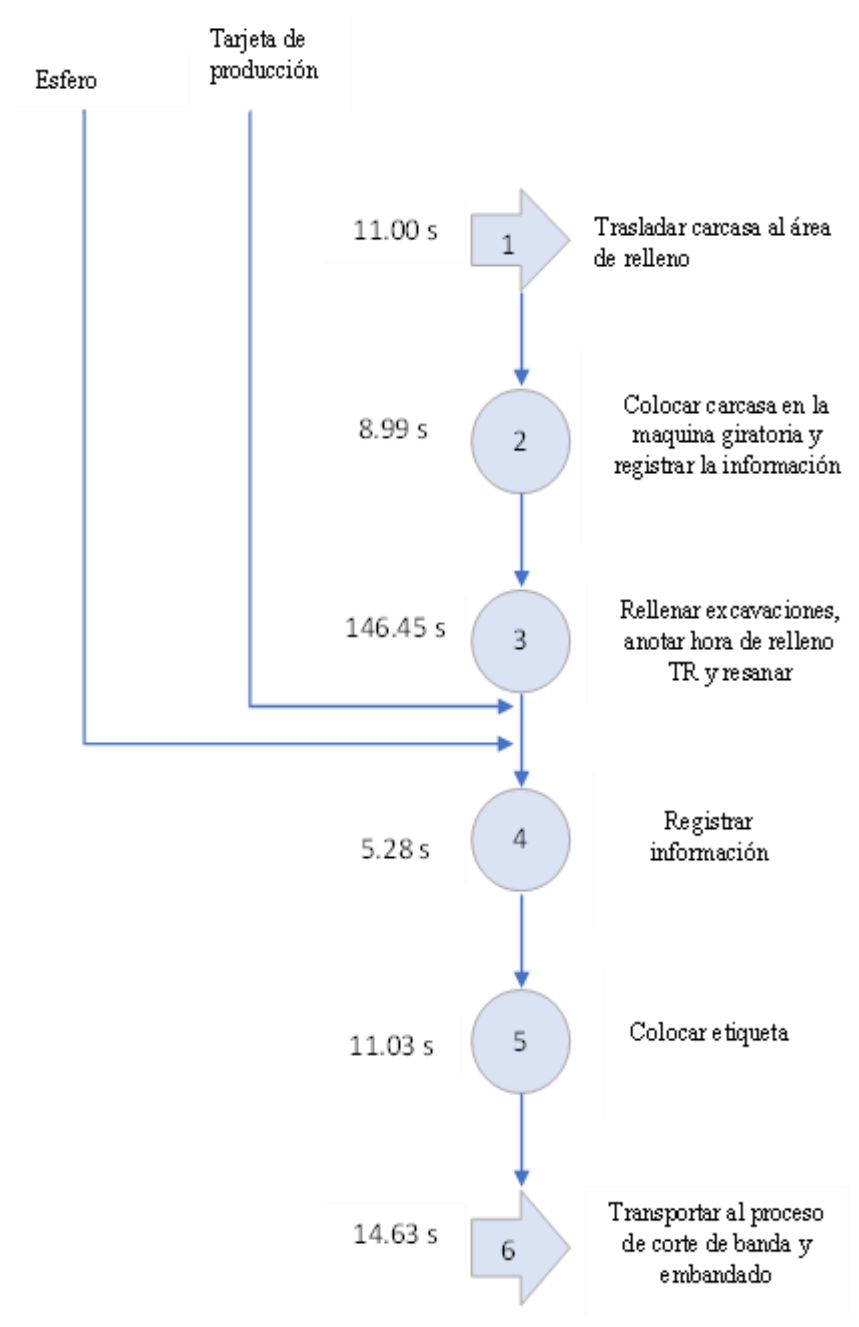 Esfero
Tarjeta de
producción
11.00 s
1
Trasladar carcasa al área
de relleno
8.99 s
2
Colocar carcasa en la
maquina giratoria y
registrar la información
146.45 s
3
Rellenar excavaciones,
anotar hora de relleno
TR y resanar
5.28 s
4
Registrar
información
11.03 s
5
Colocar etiqueta
14.63 s
6
Transportar al proceso
de corte de banda y
embandado